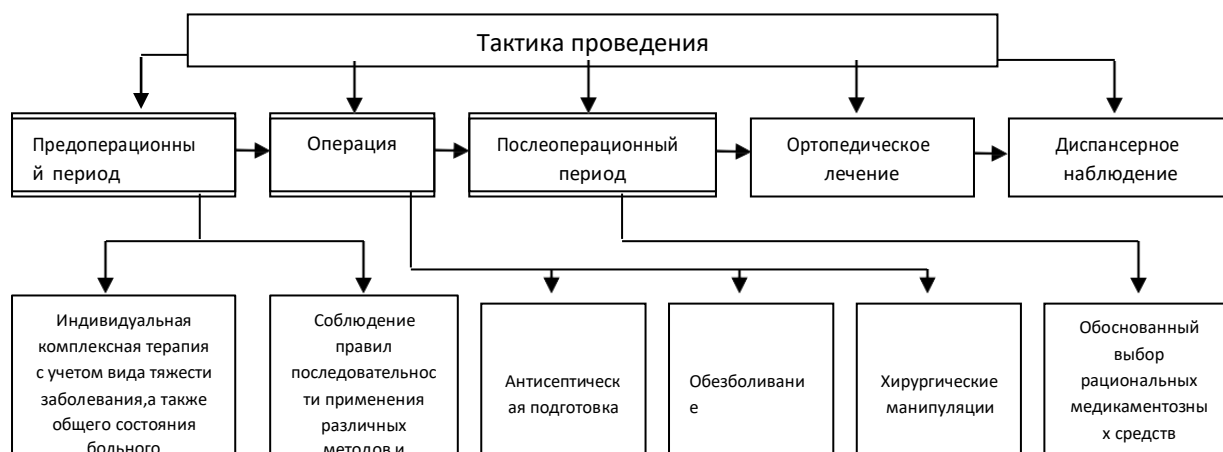 Тактика проведения
Предоперационны
й период
Операция
Послеоперационный
период
Ортопедическое
лечение
Диспансерное
наблюдение
Индивидуальная
комплексная терапия
с учетом вида тяжести
заболевания,а также
общего состояния
больного
Соблюдение
правил
последовательнос
ти применения
различных
методов и
Антисептическ
ая подготовка
Обезболивани
е
Хирургические
манипуляции
Обоснованный
выбор
рациональных
медикаментозны
х средств